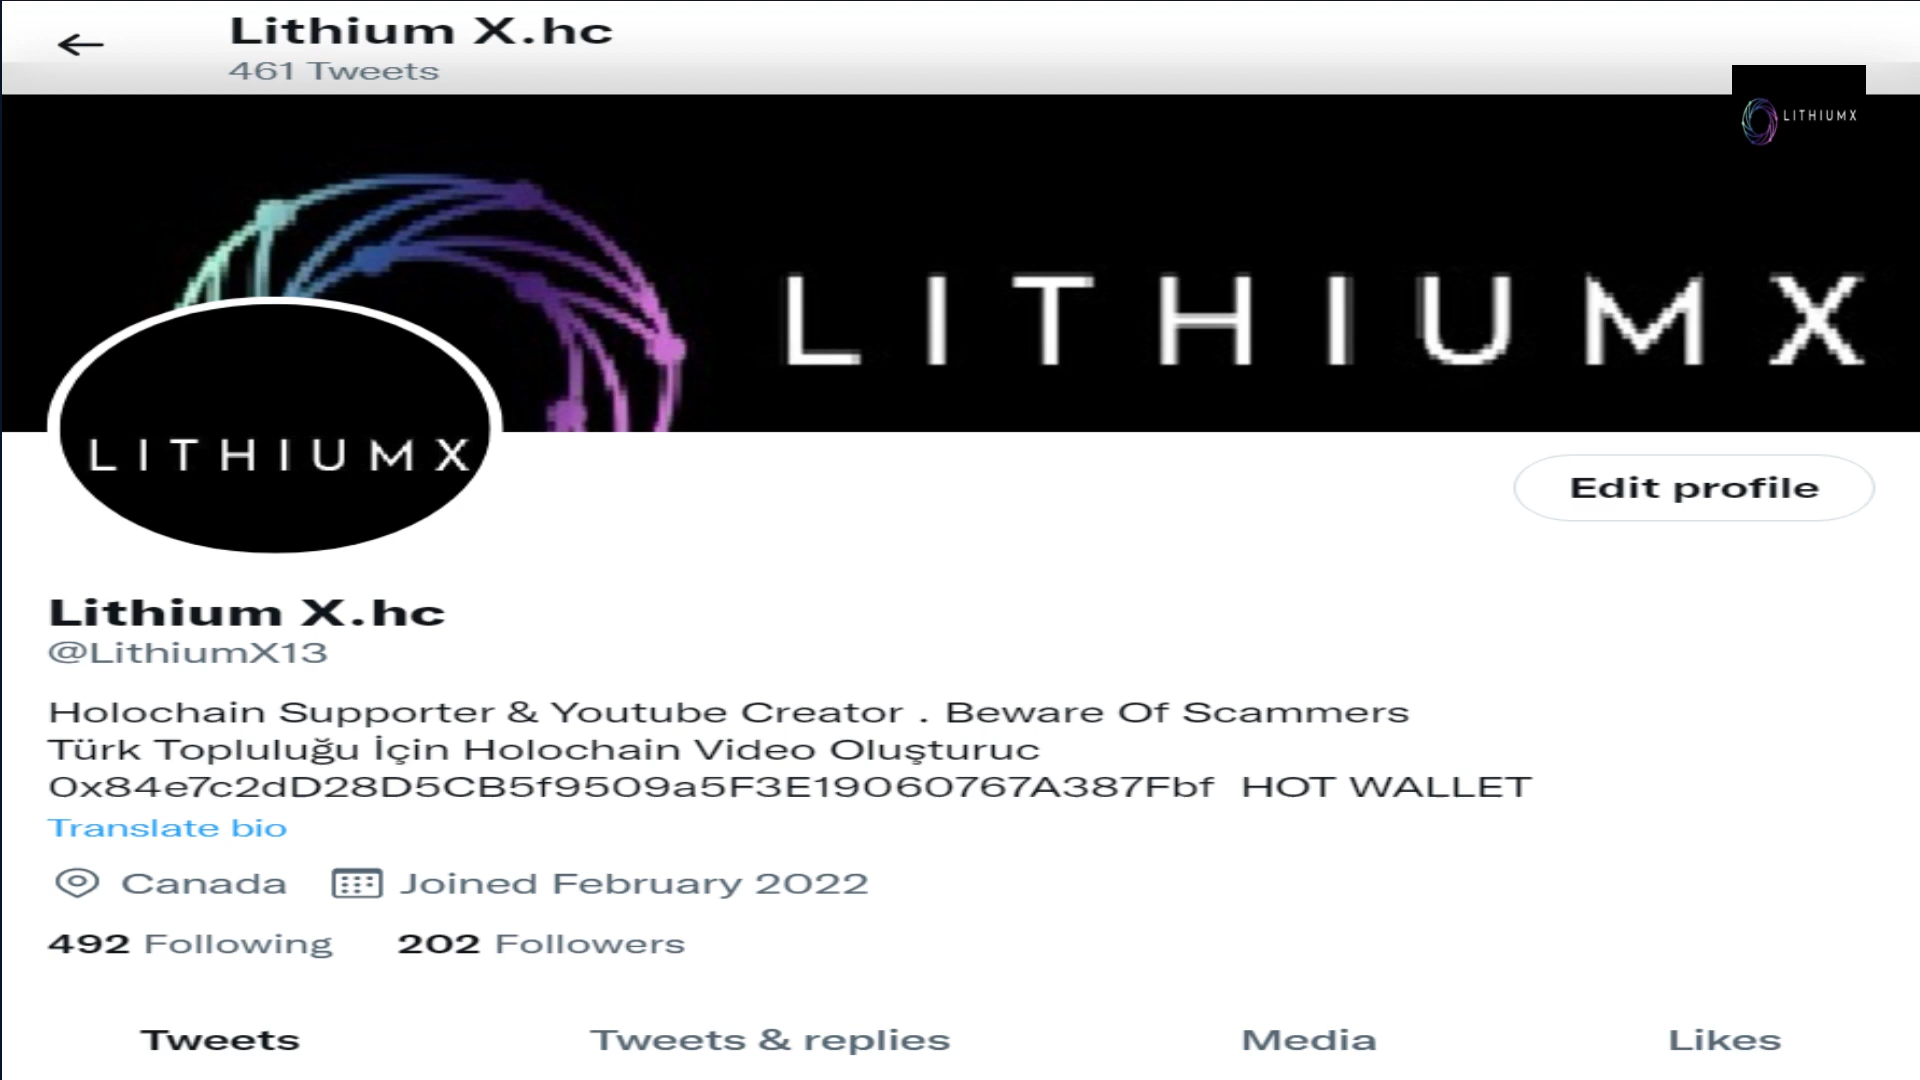 Lithium X.hc
461 Tweets
LITHIUMX
LITHIUMX
LITHIUMX
Edit profile
Lithium X.hc
@LithiumX13
Holochain Supporter & Youtube Creator . Beware Of Scammers
Türk Topluluğu İçin Holochain Video Oluşturuc
0x84e7c2dD28D5CB5f9509a5F3E19060767A387Fbf HOT WALLET
Translate bio
Canada Joined February 2022
492 Following 202 Followers
Tweets Tweets & replies Media Likes